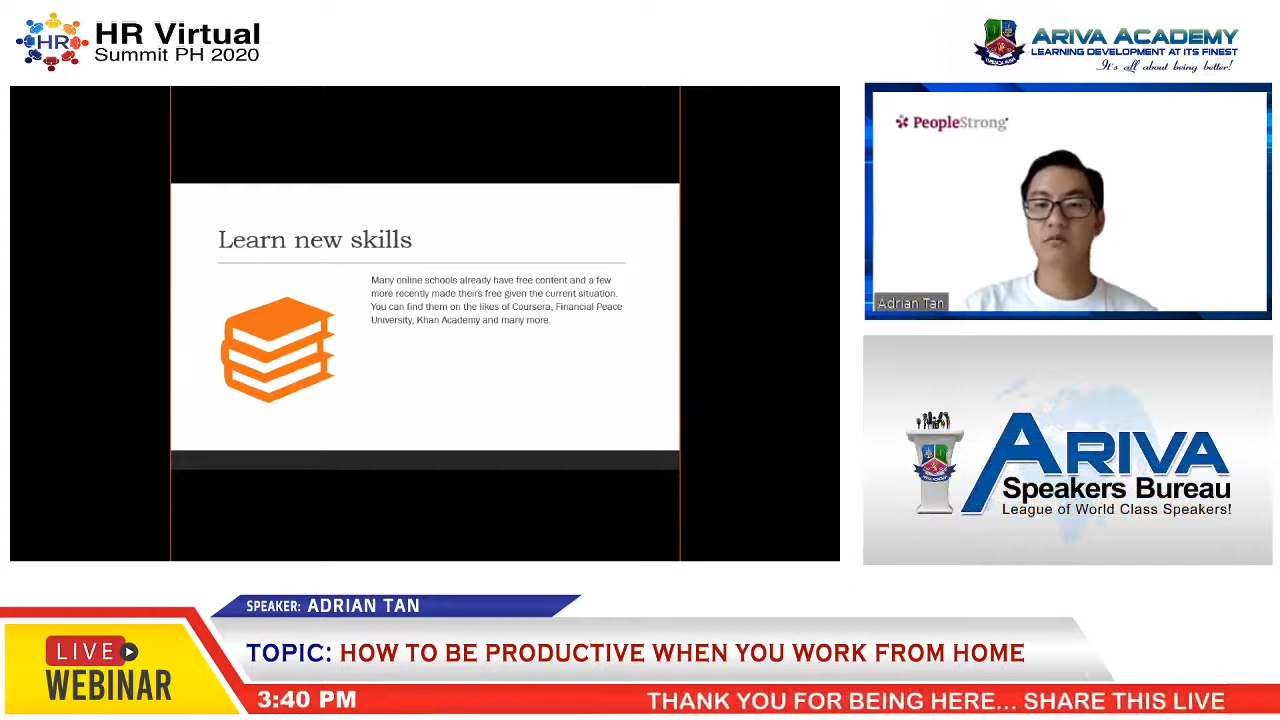 HR
HR Virtual
Summit PH 2020
ARIVA ACADEMY
LEARNING DEVELOPMENT AT ITS FINEST
It's all about being better!
Learn new skills
Many online schools already have free content and a few
more recently made theirs free given the current situation.
You can find them on the likes of Coursera, Financial Peace
University, Khan Academy and many more.
PeopleStrong
Adrian Tan
ARIVA
Speakers Bureau
League of World Class Speakers!
SPEAKER: ADRIAN TAN
TOPIC: HOW TO BE PRODUCTIVE WHEN YOU WORK FROM HOME
LIVE
WEBINAR
3:40 PM
THANK YOU FOR BEING HERE... SHARE THIS LIVE